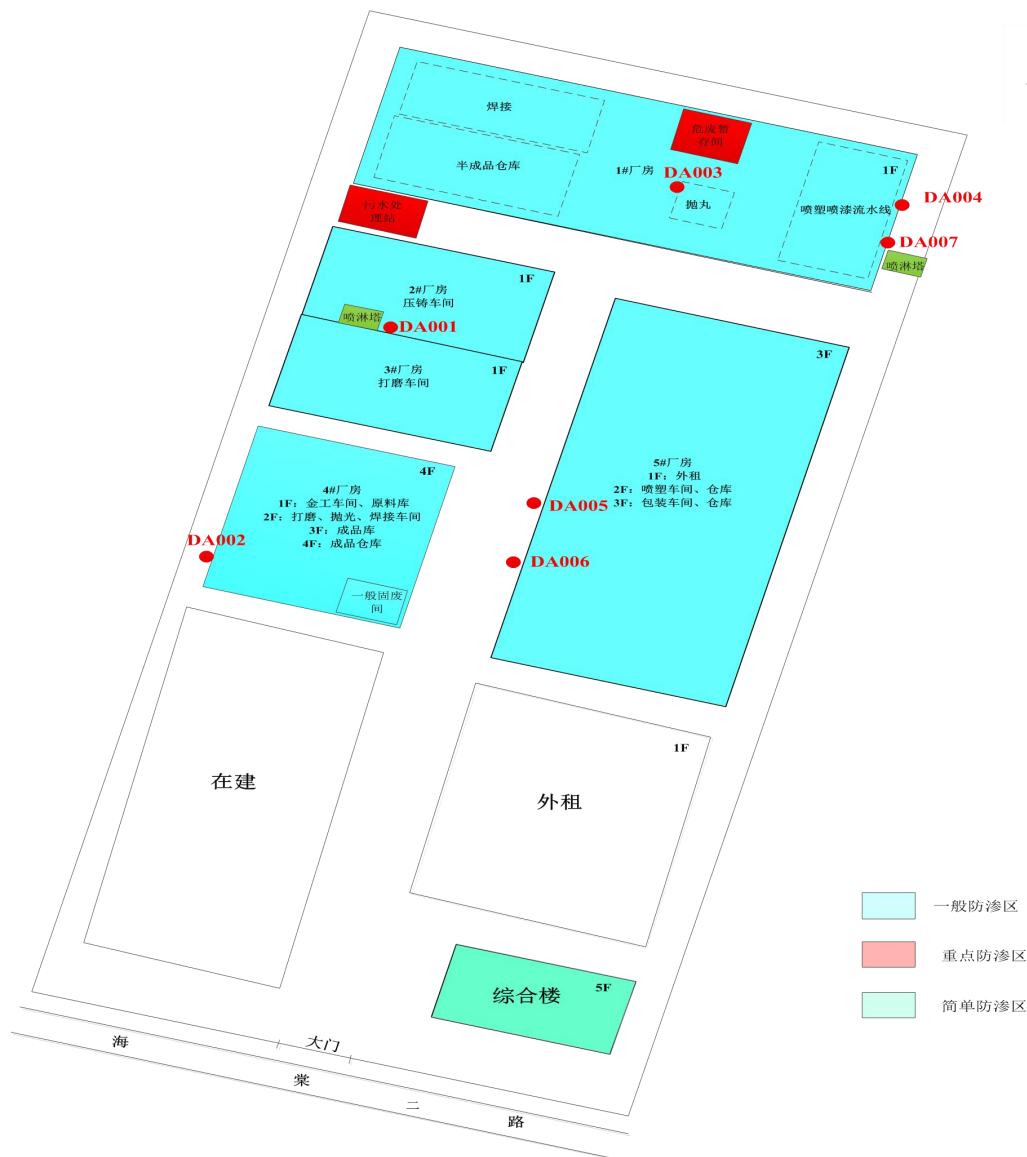 焊接
危废暂
存间
半成品仓库
1#厂房
DA003
1F
抛丸
喷塑喷漆流水线
DA004
DA007
喷淋塔
污水处
理站
1F
2#厂房
压铸车间
喷淋塔
DA001
3#厂房
打磨车间
1F
3F
4F
4#厂房
1F：金工车间、原料库
2F：打磨、抛光、焊接车间
3F：成品库
4F：成品仓库
DA002
一般固废
间
5#厂房
1F：外租
2F：喷塑车间、仓库
3F：包装车间、仓库
DA005
DA006
在建
1F
外租
综合楼
5F
一般防渗区
重点防渗区
简单防渗区
大门
海棠二路